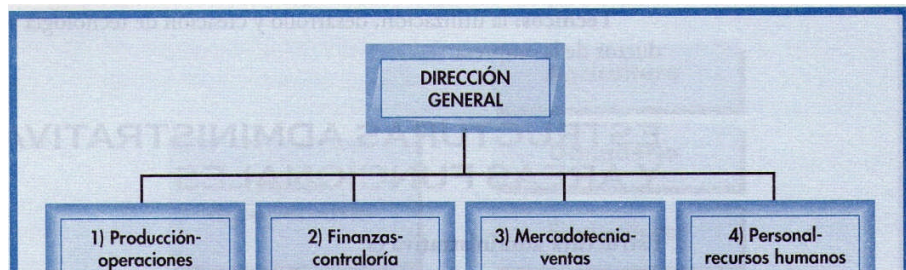 DIRECCIÓN
GENERAL
1) Producción-
operaciones
2) Finanzas-
contraloría
3) Mercadotecnia-
ventas
4) Personal-
recursos humanos